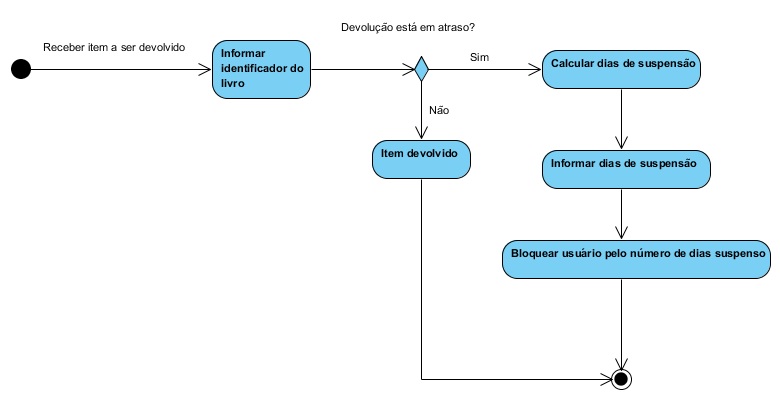 Devolução está em atraso?
Receber item a ser devolvido
Informar
identificador do
livro
Sim
Calcular dias de suspensão
Não
Item devolvido
Informar dias de suspensão
Bloquear usuário pelo número de dias suspenso